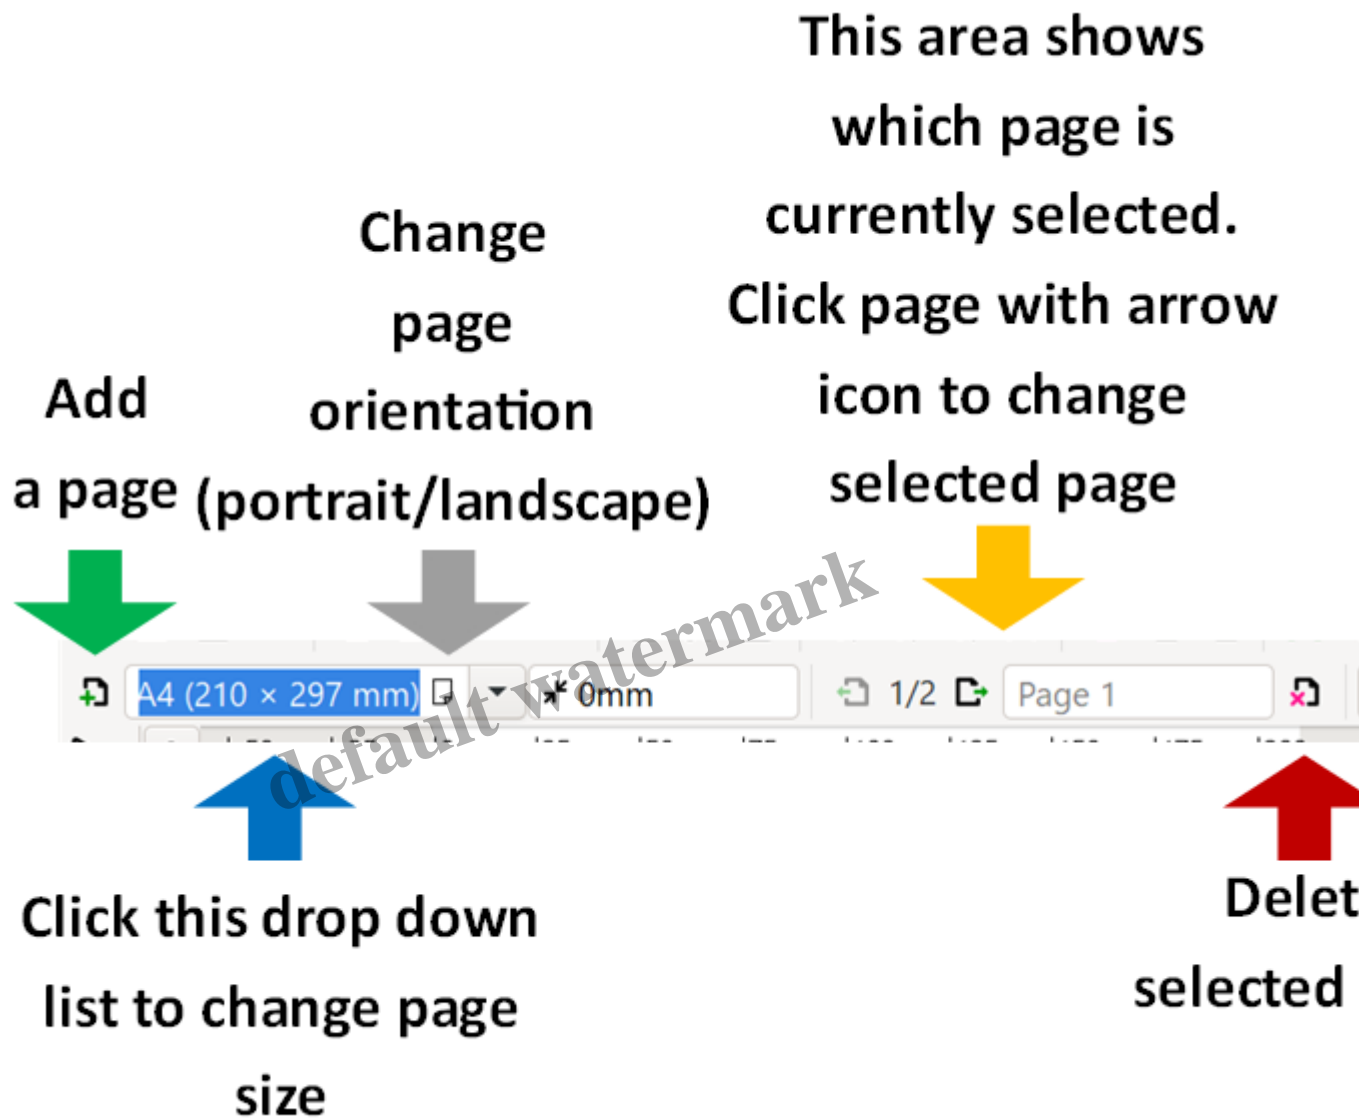 This area shows
which page is
currently selected.
Click page with arrow
icon to change
selected page
Change
page
orientation
(portrait/landscape)
Add
a page
A4 (210 × 297 mm)
0mm
1/2
Page 1
default watermark
Click this drop down
list to change page
size
Delet
selected